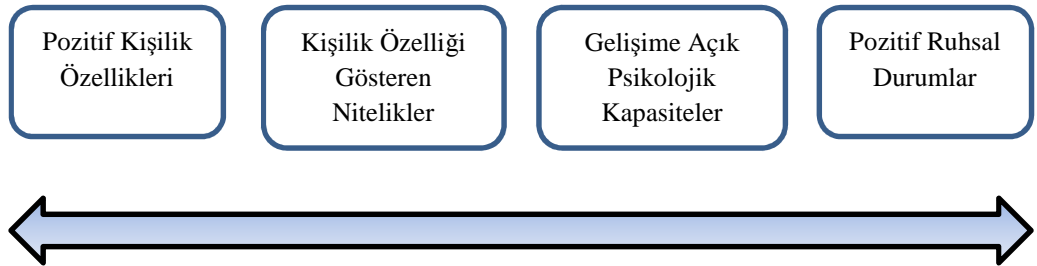 Pozitif Kişilik
Özellikleri
Kişilik Özelliği
Gösteren
Nitelikler
Gelişime Açık
Psikolojik
Kapasiteler
Pozitif Ruhsal
Durumlar